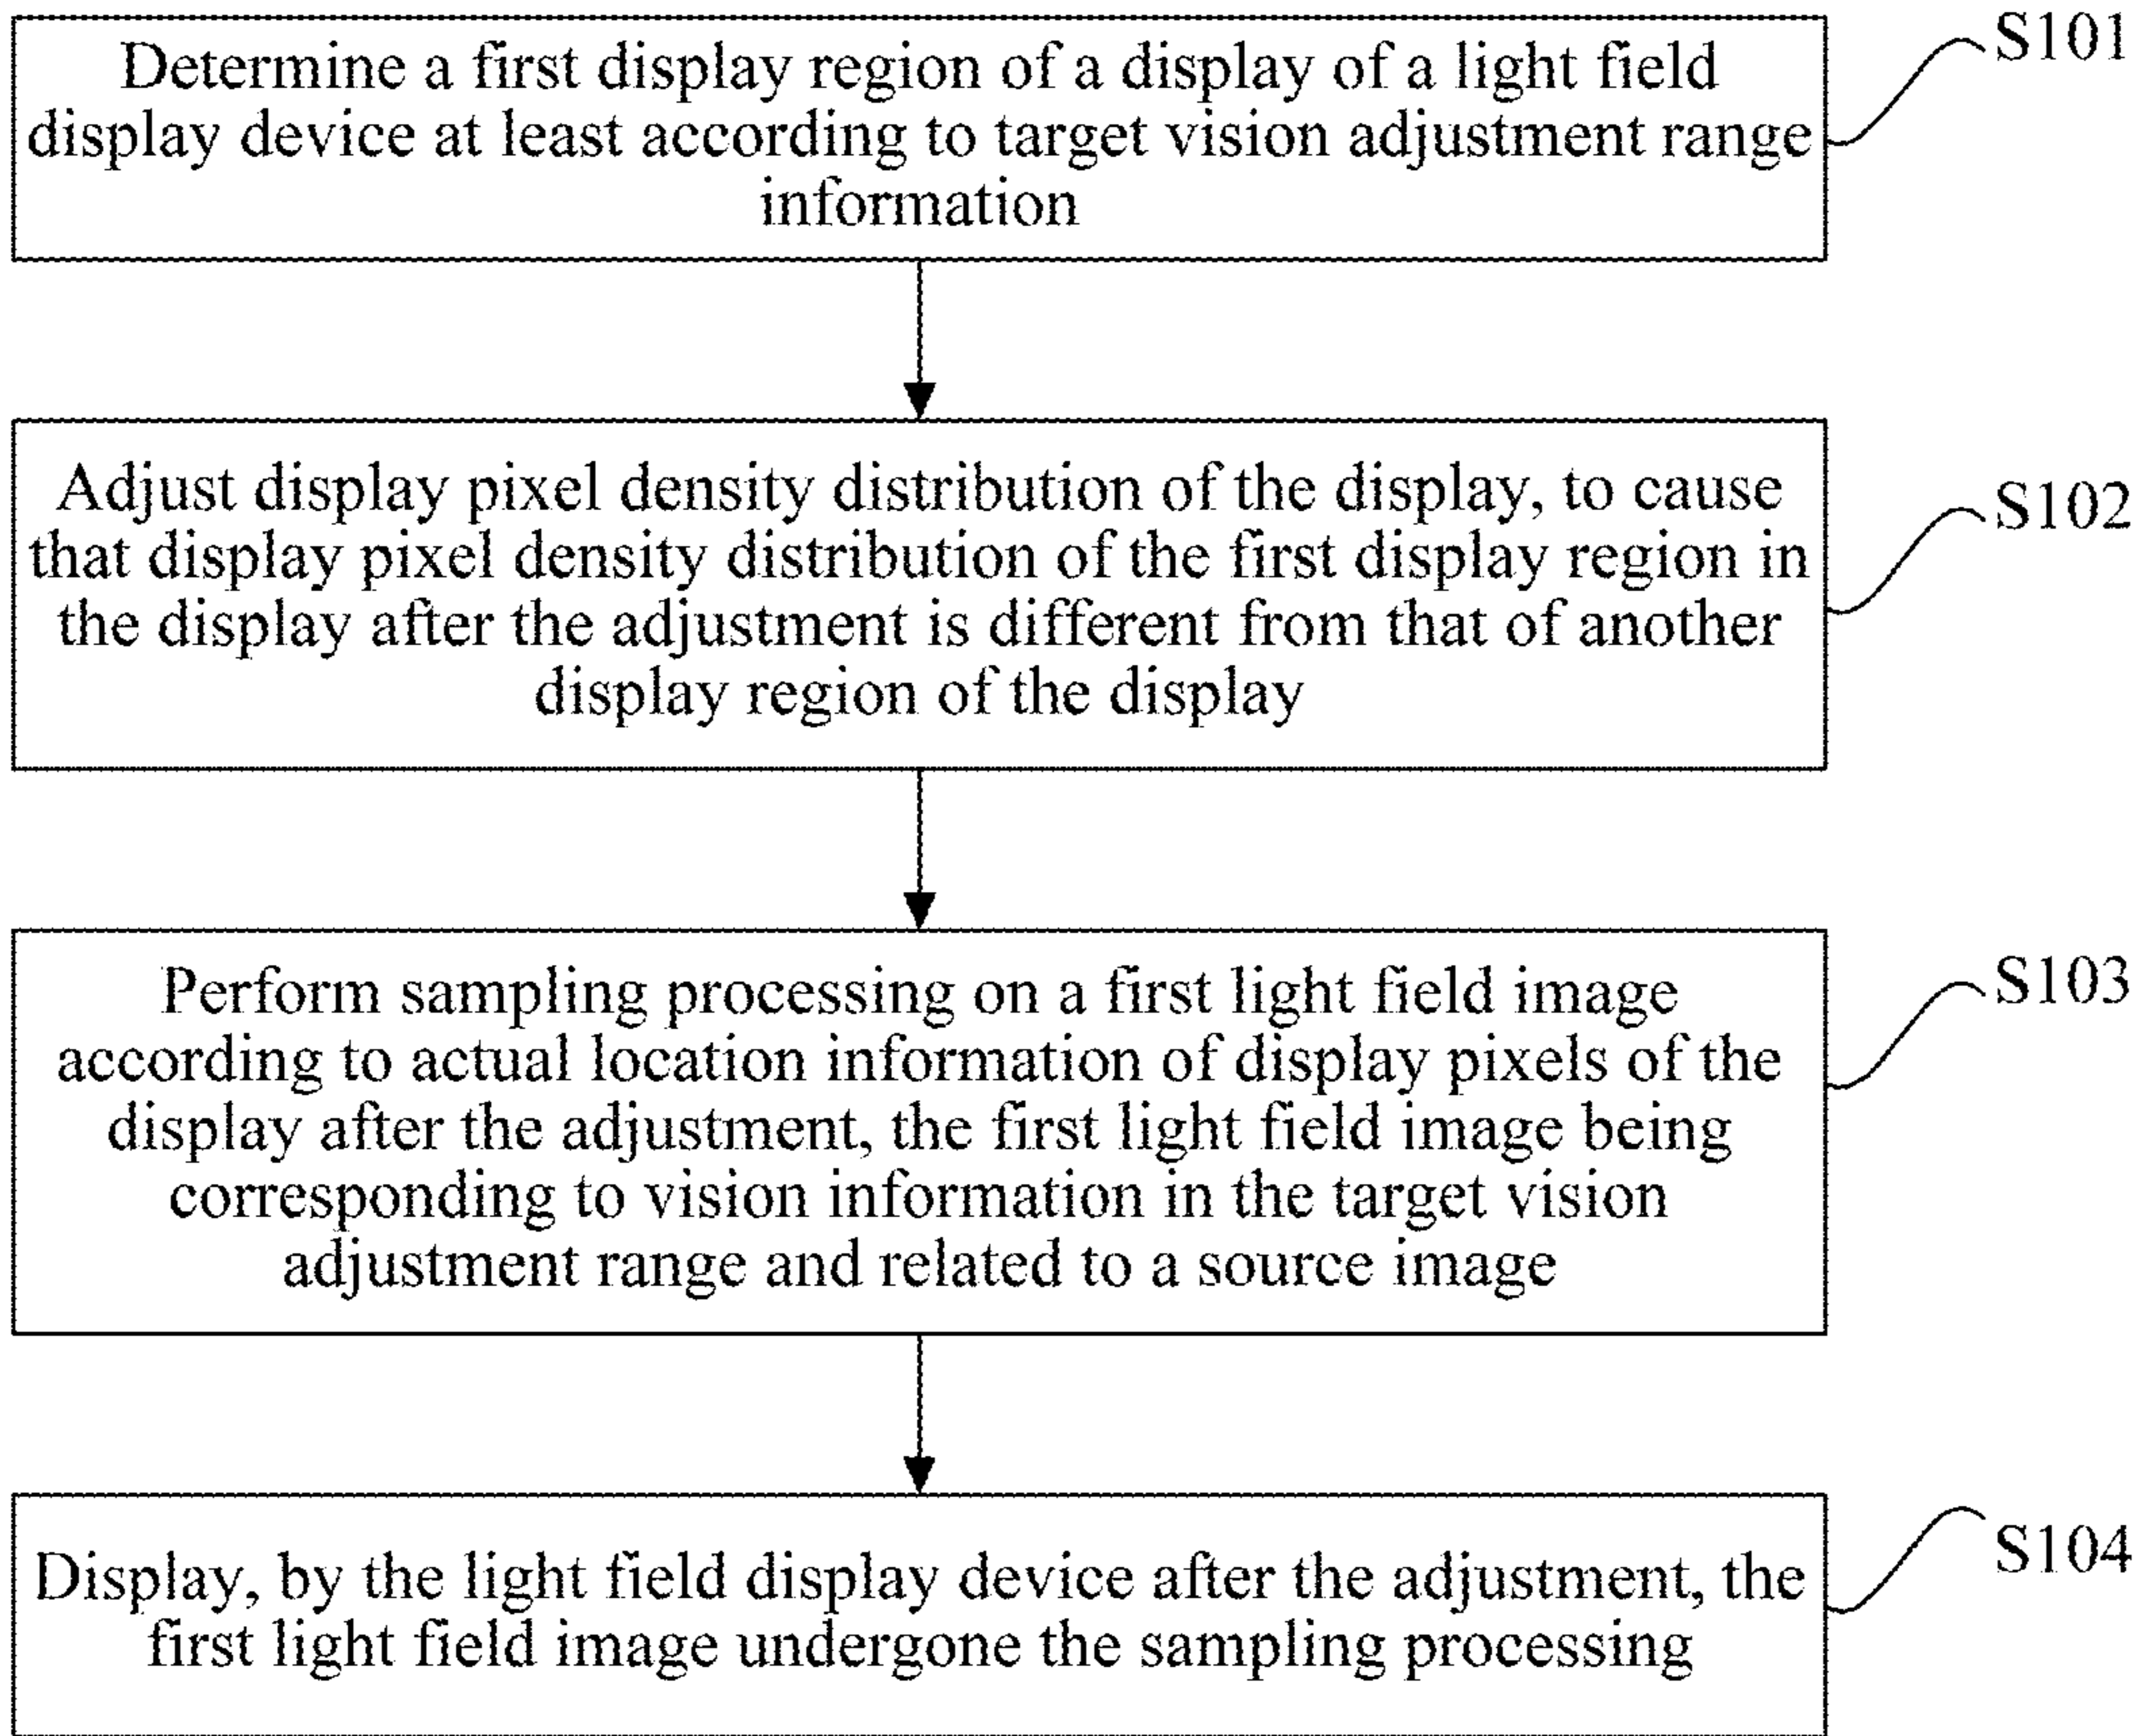 Determine a first display region of a display of a light field
display device at least according to target vision adjustment range
information
S101
Adjust display pixel density distribution of the display, to cause
that display pixel density distribution of the first display region in
the display after the adjustment is different from that of another
display region of the display
S102
Perform sampling processing on a first light field image
according to actual location information of display pixels of the
display after the adjustment, the first light field image being
corresponding to vision information in the target vision
adjustment range and related to a source image
S103
Display, by the light field display device after the adjustment, the
first light field image undergone the sampling processing
S104